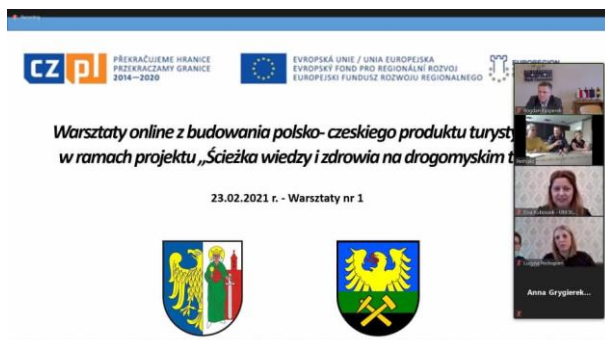 CZ pl
PŘEKRAČUJEME HRANICE
PRZEKRACZAMY GRANICE
2014—2020
EVROPSKÁ UNIE / UNIA EUROPEJSKA
EVROPSKÝ FOND PRO REGIONÁLNÍ ROZVOJ
EUROPEJSKI FUNDUSZ ROZWOJU REGIONALNEGO
Warsztaty online z budowania polsko- czeskiego produktu turyst
w ramach projektu „Ścieżka wiedzy i zdrowia na drogomyskim t
23.02.2021 r. - Warsztaty nr 1
Anna Grygierek...